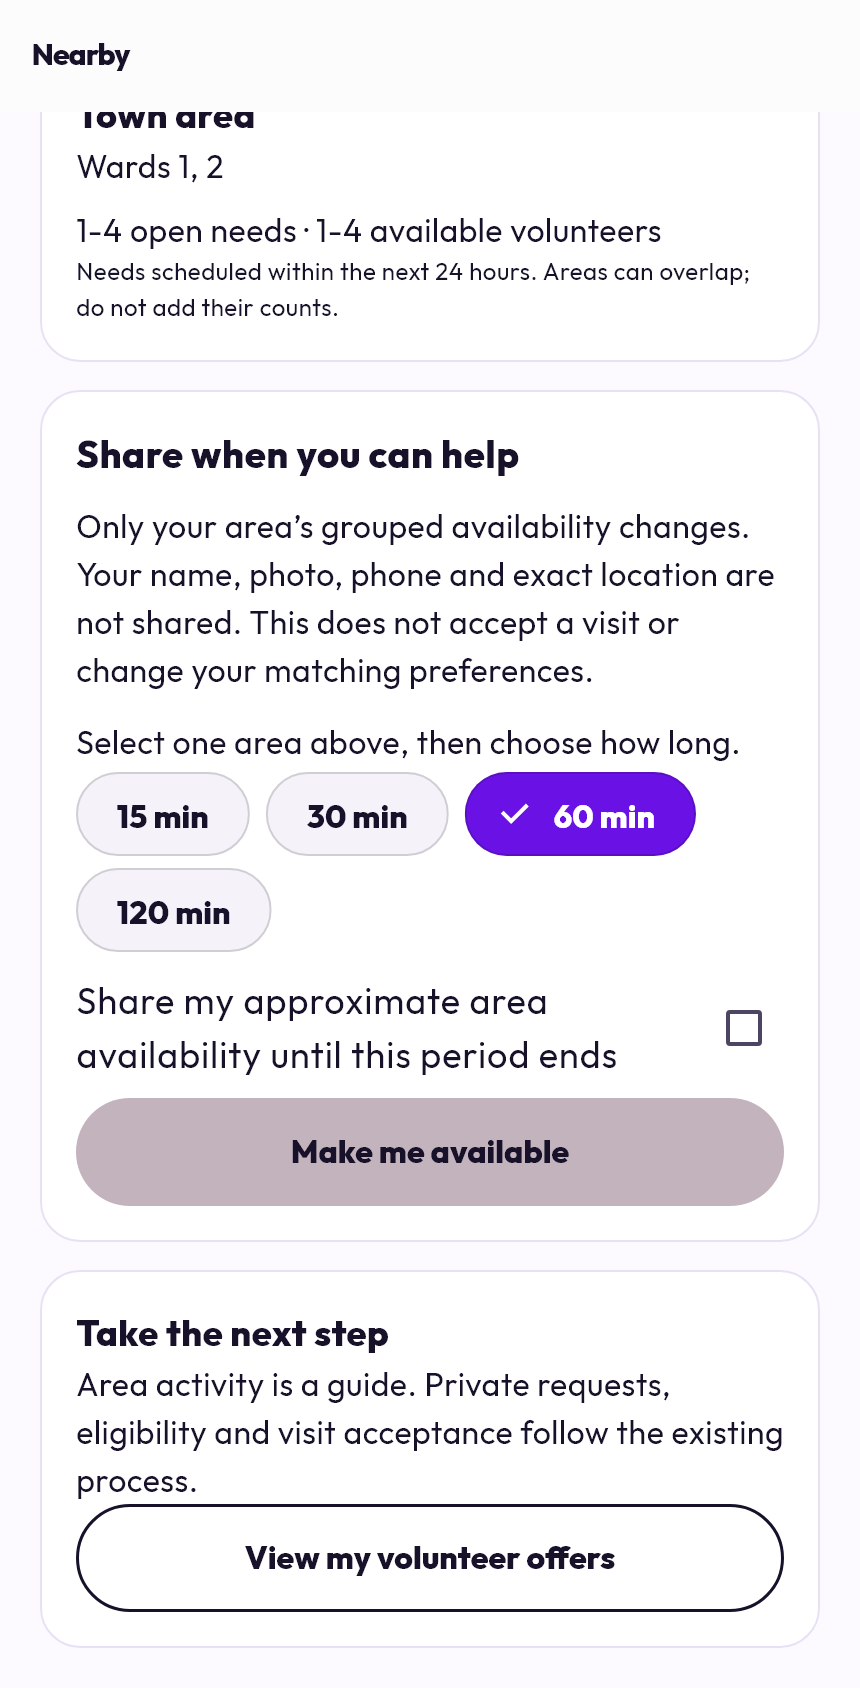 Nearby
Town area
Wards 1, 2
1-4 open needs · 1-4 available volunteers
Needs scheduled within the next 24 hours. Areas can overlap;
do not add their counts.
Share when you can help
Only your area’s grouped availability changes.
Your name, photo, phone and exact location are
not shared. This does not accept a visit or
change your matching preferences.
Select one area above, then choose how long.
15 min 30 min 60 min
120 min
Share my approximate area
availability until this period ends
Make me available
Take the next step
Area activity is a guide. Private requests,
eligibility and visit acceptance follow the existing
process.
View my volunteer offers